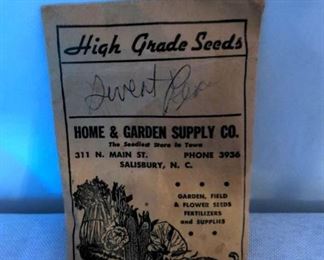 High Grade Seeds
Sweet Peas
HOME & GARDEN SUPPLY CO.
The Seediest Store in Town
311 N. MAIN ST. PHONE 3936
SALISBURY, N. C.
GARDEN, FIELD
& FLOWER SEEDS
FERTILIZERS
and SUPPLIES